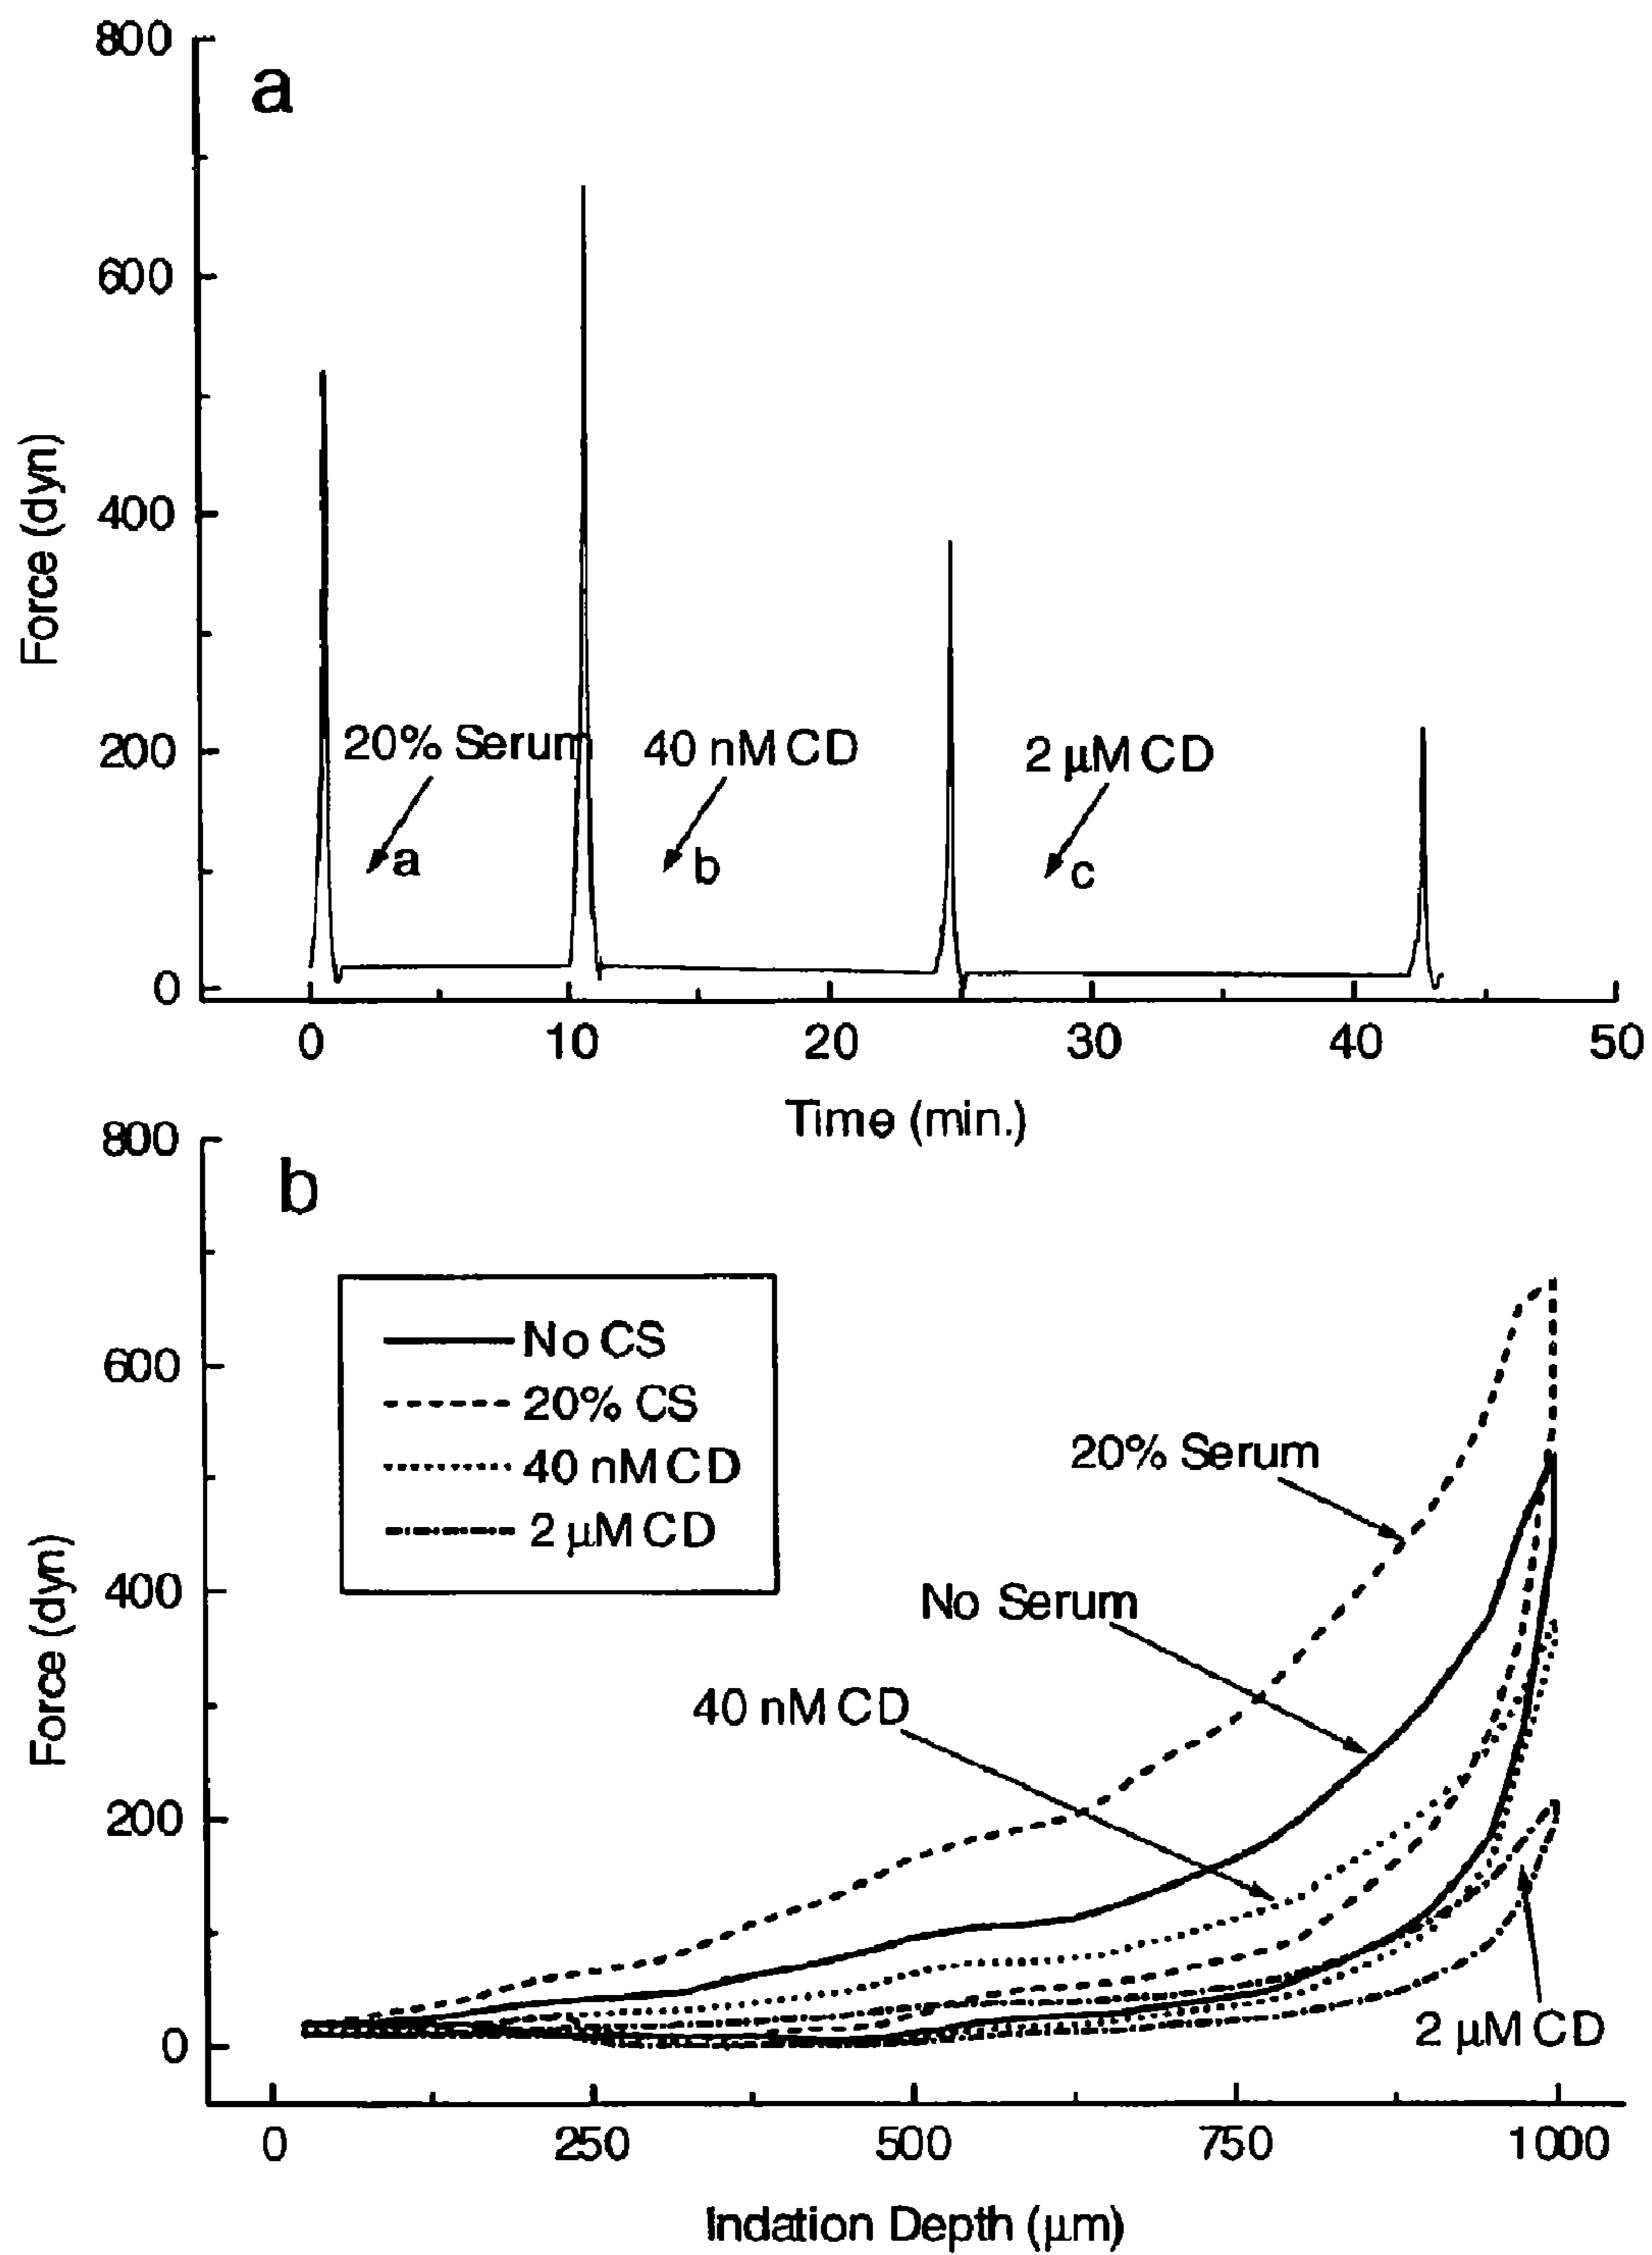 800
a
600
400
200
0
Force (dyn)
20% Serum
a
40 nM CD
b
2 µM CD
c
0 10 20 30 40 50
Time (min.)
800
b
600
400
200
0
Force (dyn)
No CS
20% CS
40 nM CD
2 µM CD
20% Serum
No Serum
40 nM CD
2 µM CD
0 250 500 750 1000
Indation Depth (µm)